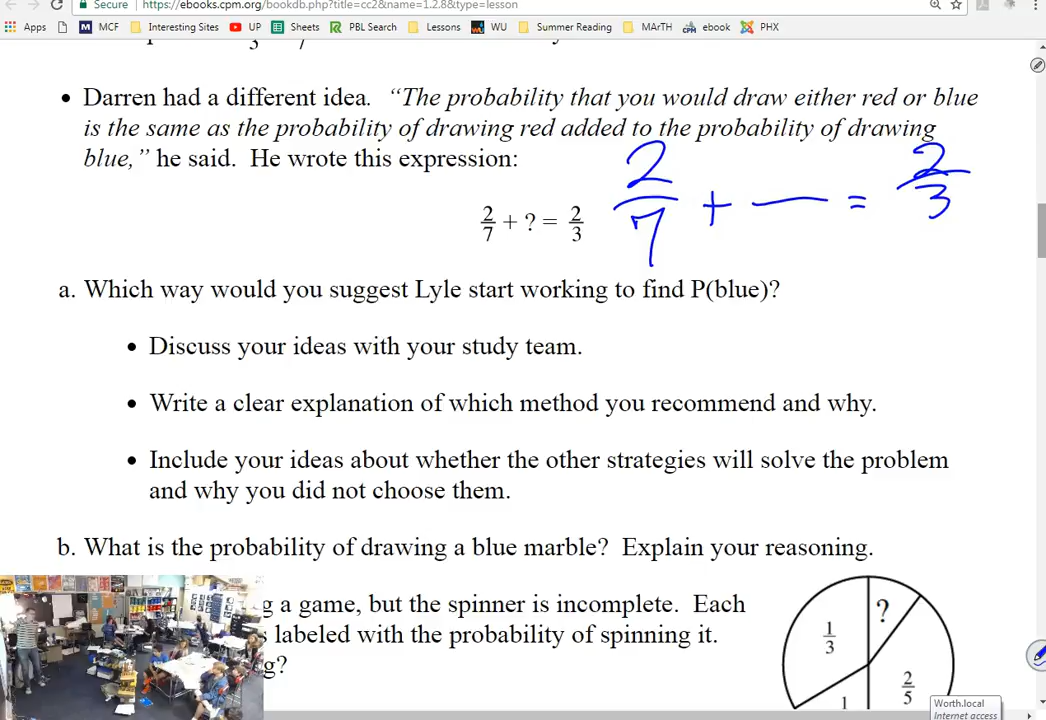 Secure https://ebooks.cpm.org/bookdb.php?title=cc2&name=1.2.8&type=lesson
Apps MCF Interesting Sites UP Sheets PBL Search Lessons WU Summer Reading MArTH ebook PHX
• Darren had a different idea. “The probability that you would draw either red or blue
is the same as the probability of drawing red added to the probability of drawing
blue,” he said. He wrote this expression:
2/7 + ? = 2/3
2/7 + — = 2/3
a. Which way would you suggest Lyle start working to find P(blue)?
• Discuss your ideas with your study team.
• Write a clear explanation of which method you recommend and why.
• Include your ideas about whether the other strategies will solve the problem
and why you did not choose them.
b. What is the probability of drawing a blue marble? Explain your reasoning.
g a game, but the spinner is incomplete. Each
s labeled with the probability of spinning it.
g?
?
1/3
2/5
1
Worth.local
Internet access